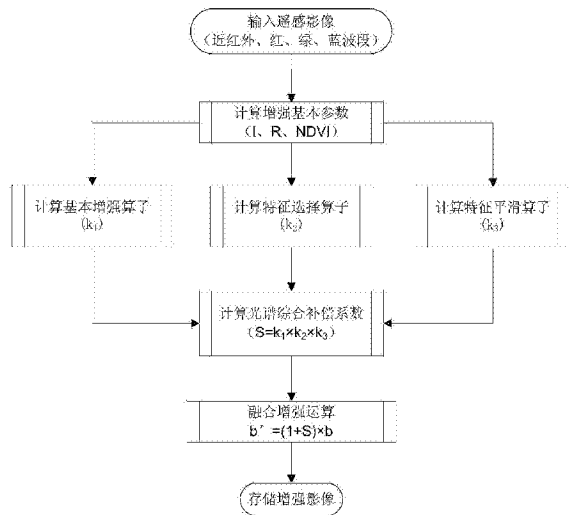 输入遥感影像
（近红外、红、绿、蓝波段）
计算增强基本参数
（I、R、NDVI）
计算基本增强算子
(k₁)
计算特征选择算子
(k₂)
计算特征平滑算子
(k₃)
计算光谱综合补偿系数
（S=k₁×k₂×k₃）
融合增强运算
b′=(1+S)×b
存储增强影像